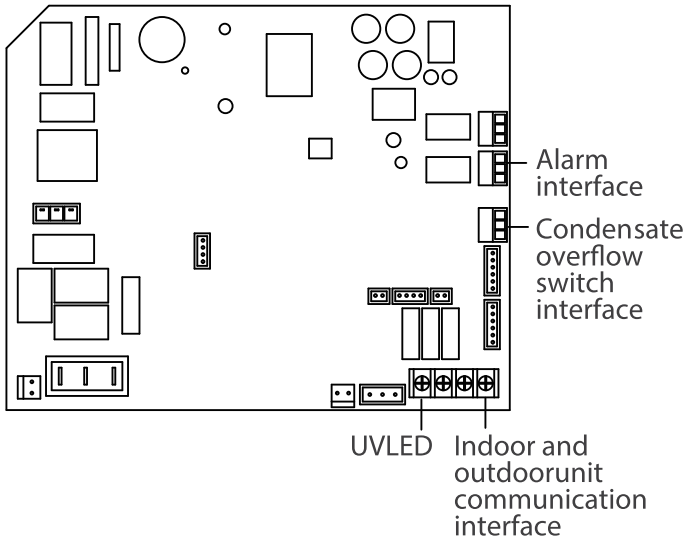 Alarm
interface
Condensate
overflow
switch
interface
UVLED
Indoor and
outdoorunit
communication
interface